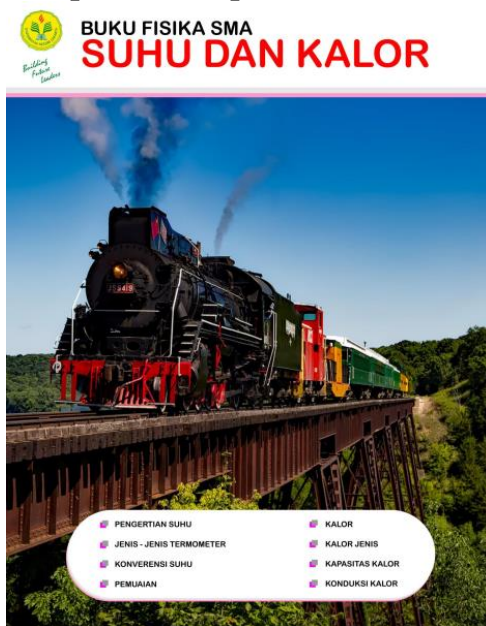 BUKU FISIKA SMA
SUHU DAN KALOR
Building
Future
Leaders
PENGERTIAN SUHU
JENIS - JENIS TERMOMETER
KONVERENSI SUHU
PEMUAIAN
KALOR
KALOR JENIS
KAPASITAS KALOR
KONDUKSI KALOR